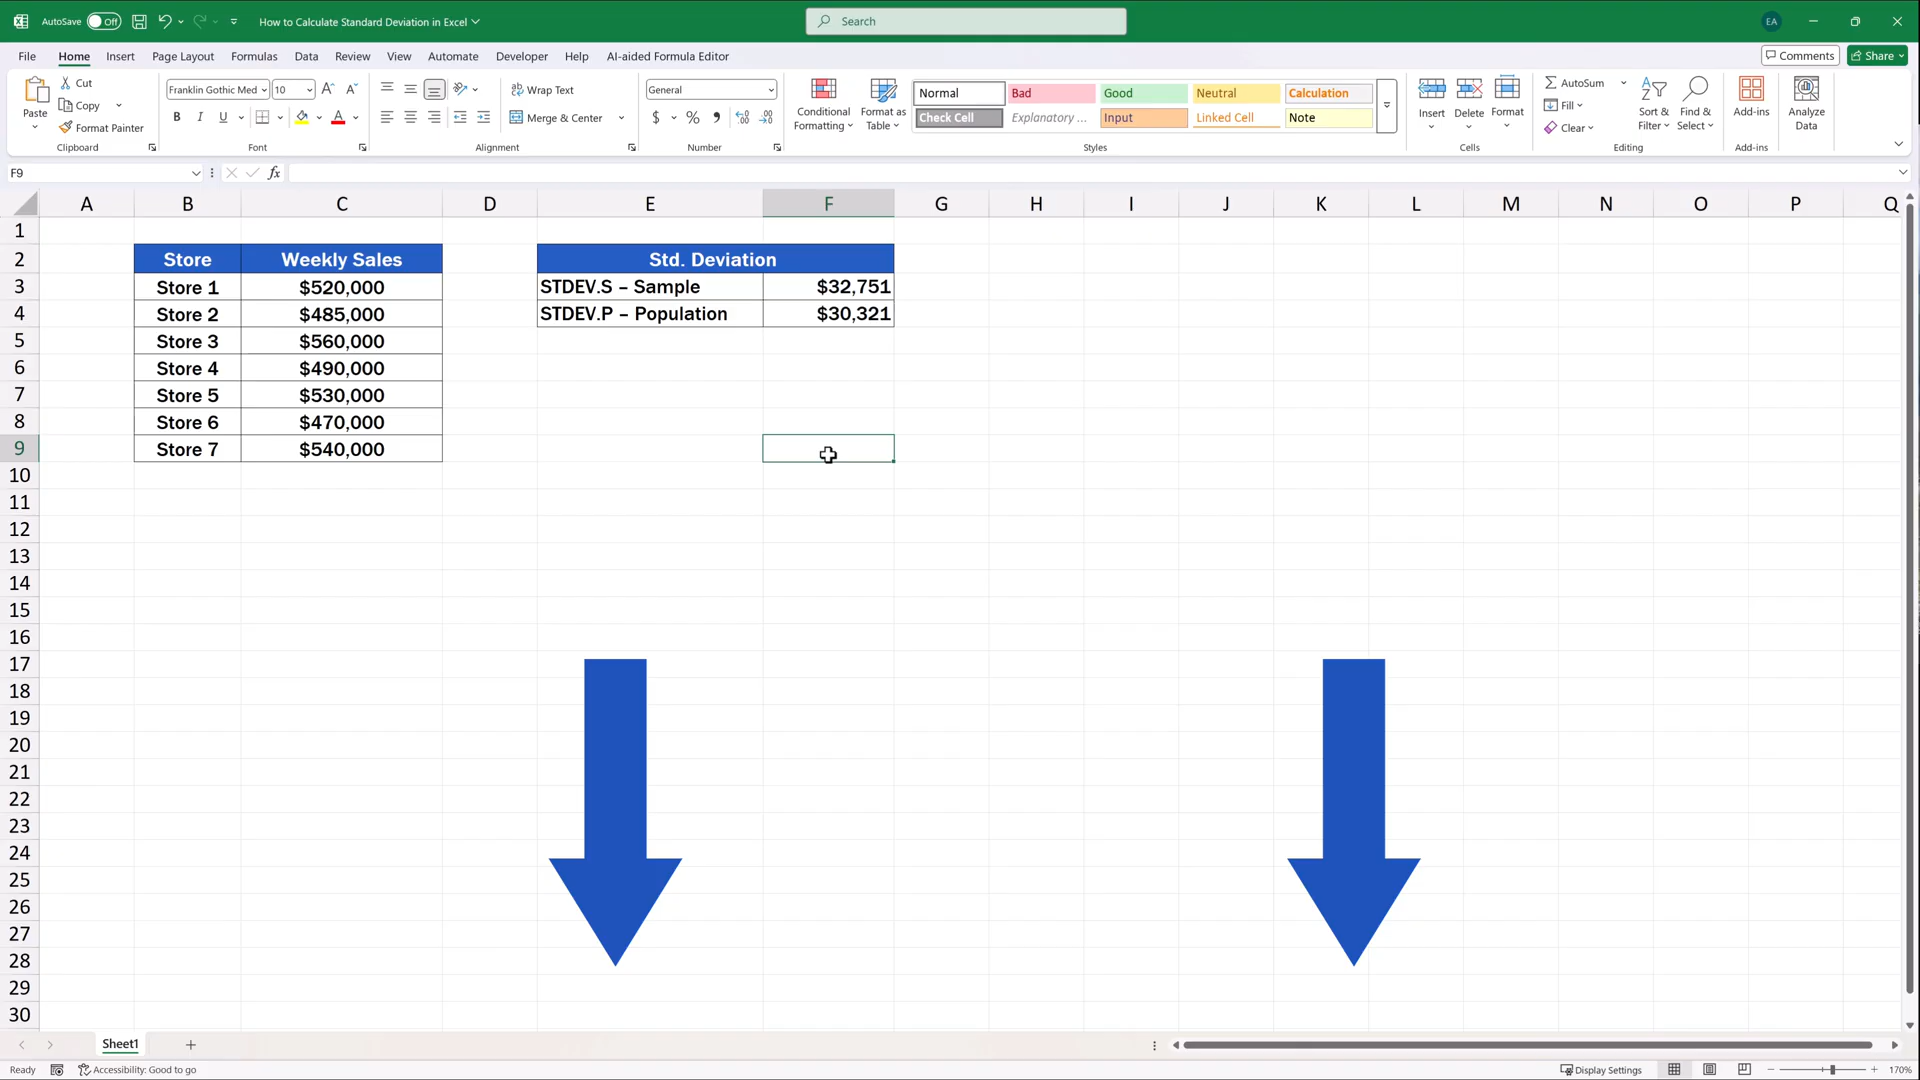 AutoSave Off How to Calculate Standard Deviation in Excel Search EA
File Home Insert Page Layout Formulas Data Review View Automate Developer Help AI-aided Formula Editor Comments Share
Paste Cut Copy Format Painter Clipboard
Franklin Gothic Med 10 A A B I U A Font
Wrap Text Merge & Center Alignment
General $ % Number
Conditional Formatting Format as Table
Normal Bad Good Neutral Calculation
Check Cell Explanatory ... Input Linked Cell Note
Styles
Insert Delete Format Cells
AutoSum Fill Clear Sort & Filter Find & Select Editing
Add-ins Add-ins
Analyze Data
F9 fx
A B C D E F G H I J K L M N O P Q
1
2 Store Weekly Sales Std. Deviation
3 Store 1 $520,000 STDEV.S – Sample $32,751
4 Store 2 $485,000 STDEV.P – Population $30,321
5 Store 3 $560,000
6 Store 4 $490,000
7 Store 5 $530,000
8 Store 6 $470,000
9 Store 7 $540,000
10
11
12
13
14
15
16
17
18
19
20
21
22
23
24
25
26
27
28
29
30
Sheet1
Ready Accessibility: Good to go Display Settings 170%